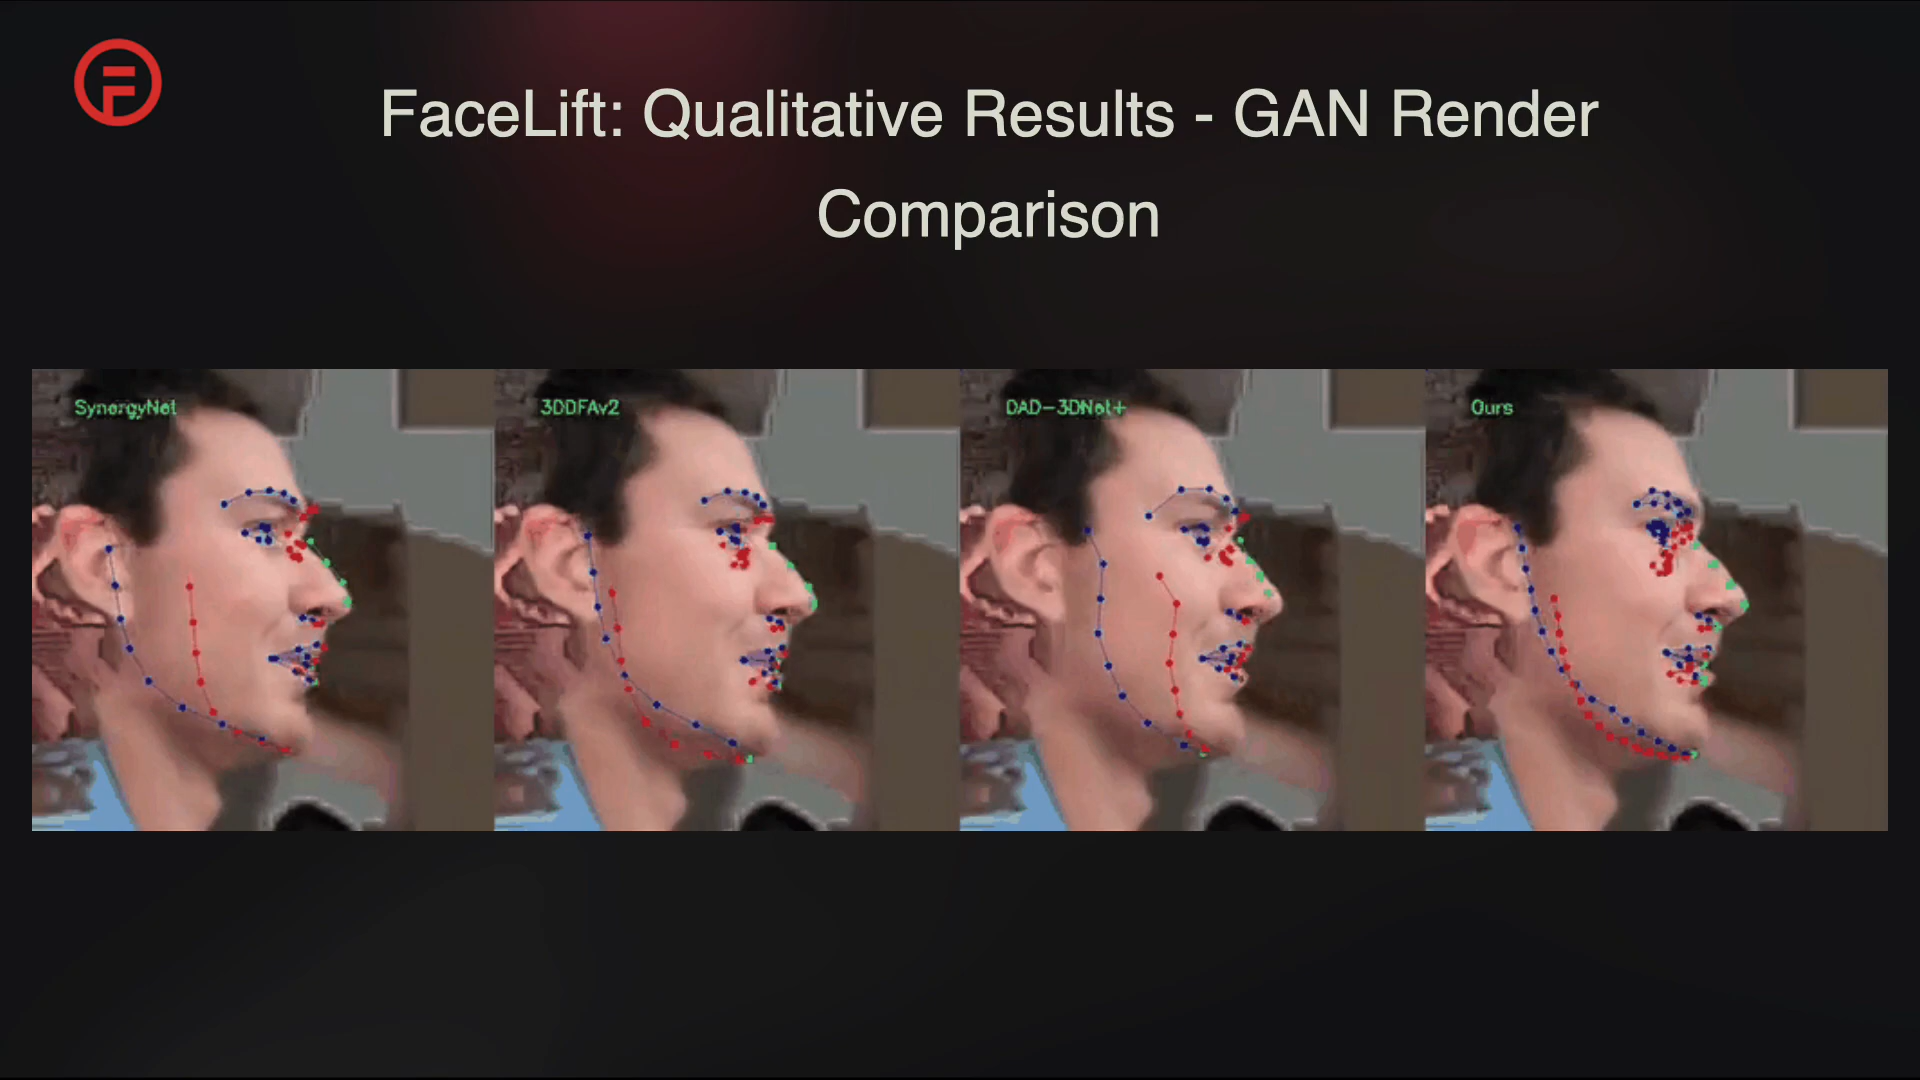 FaceLift: Qualitative Results - GAN Render
Comparison
SynergyNet
3DDFAv2
DAD-3DNet+
Ours